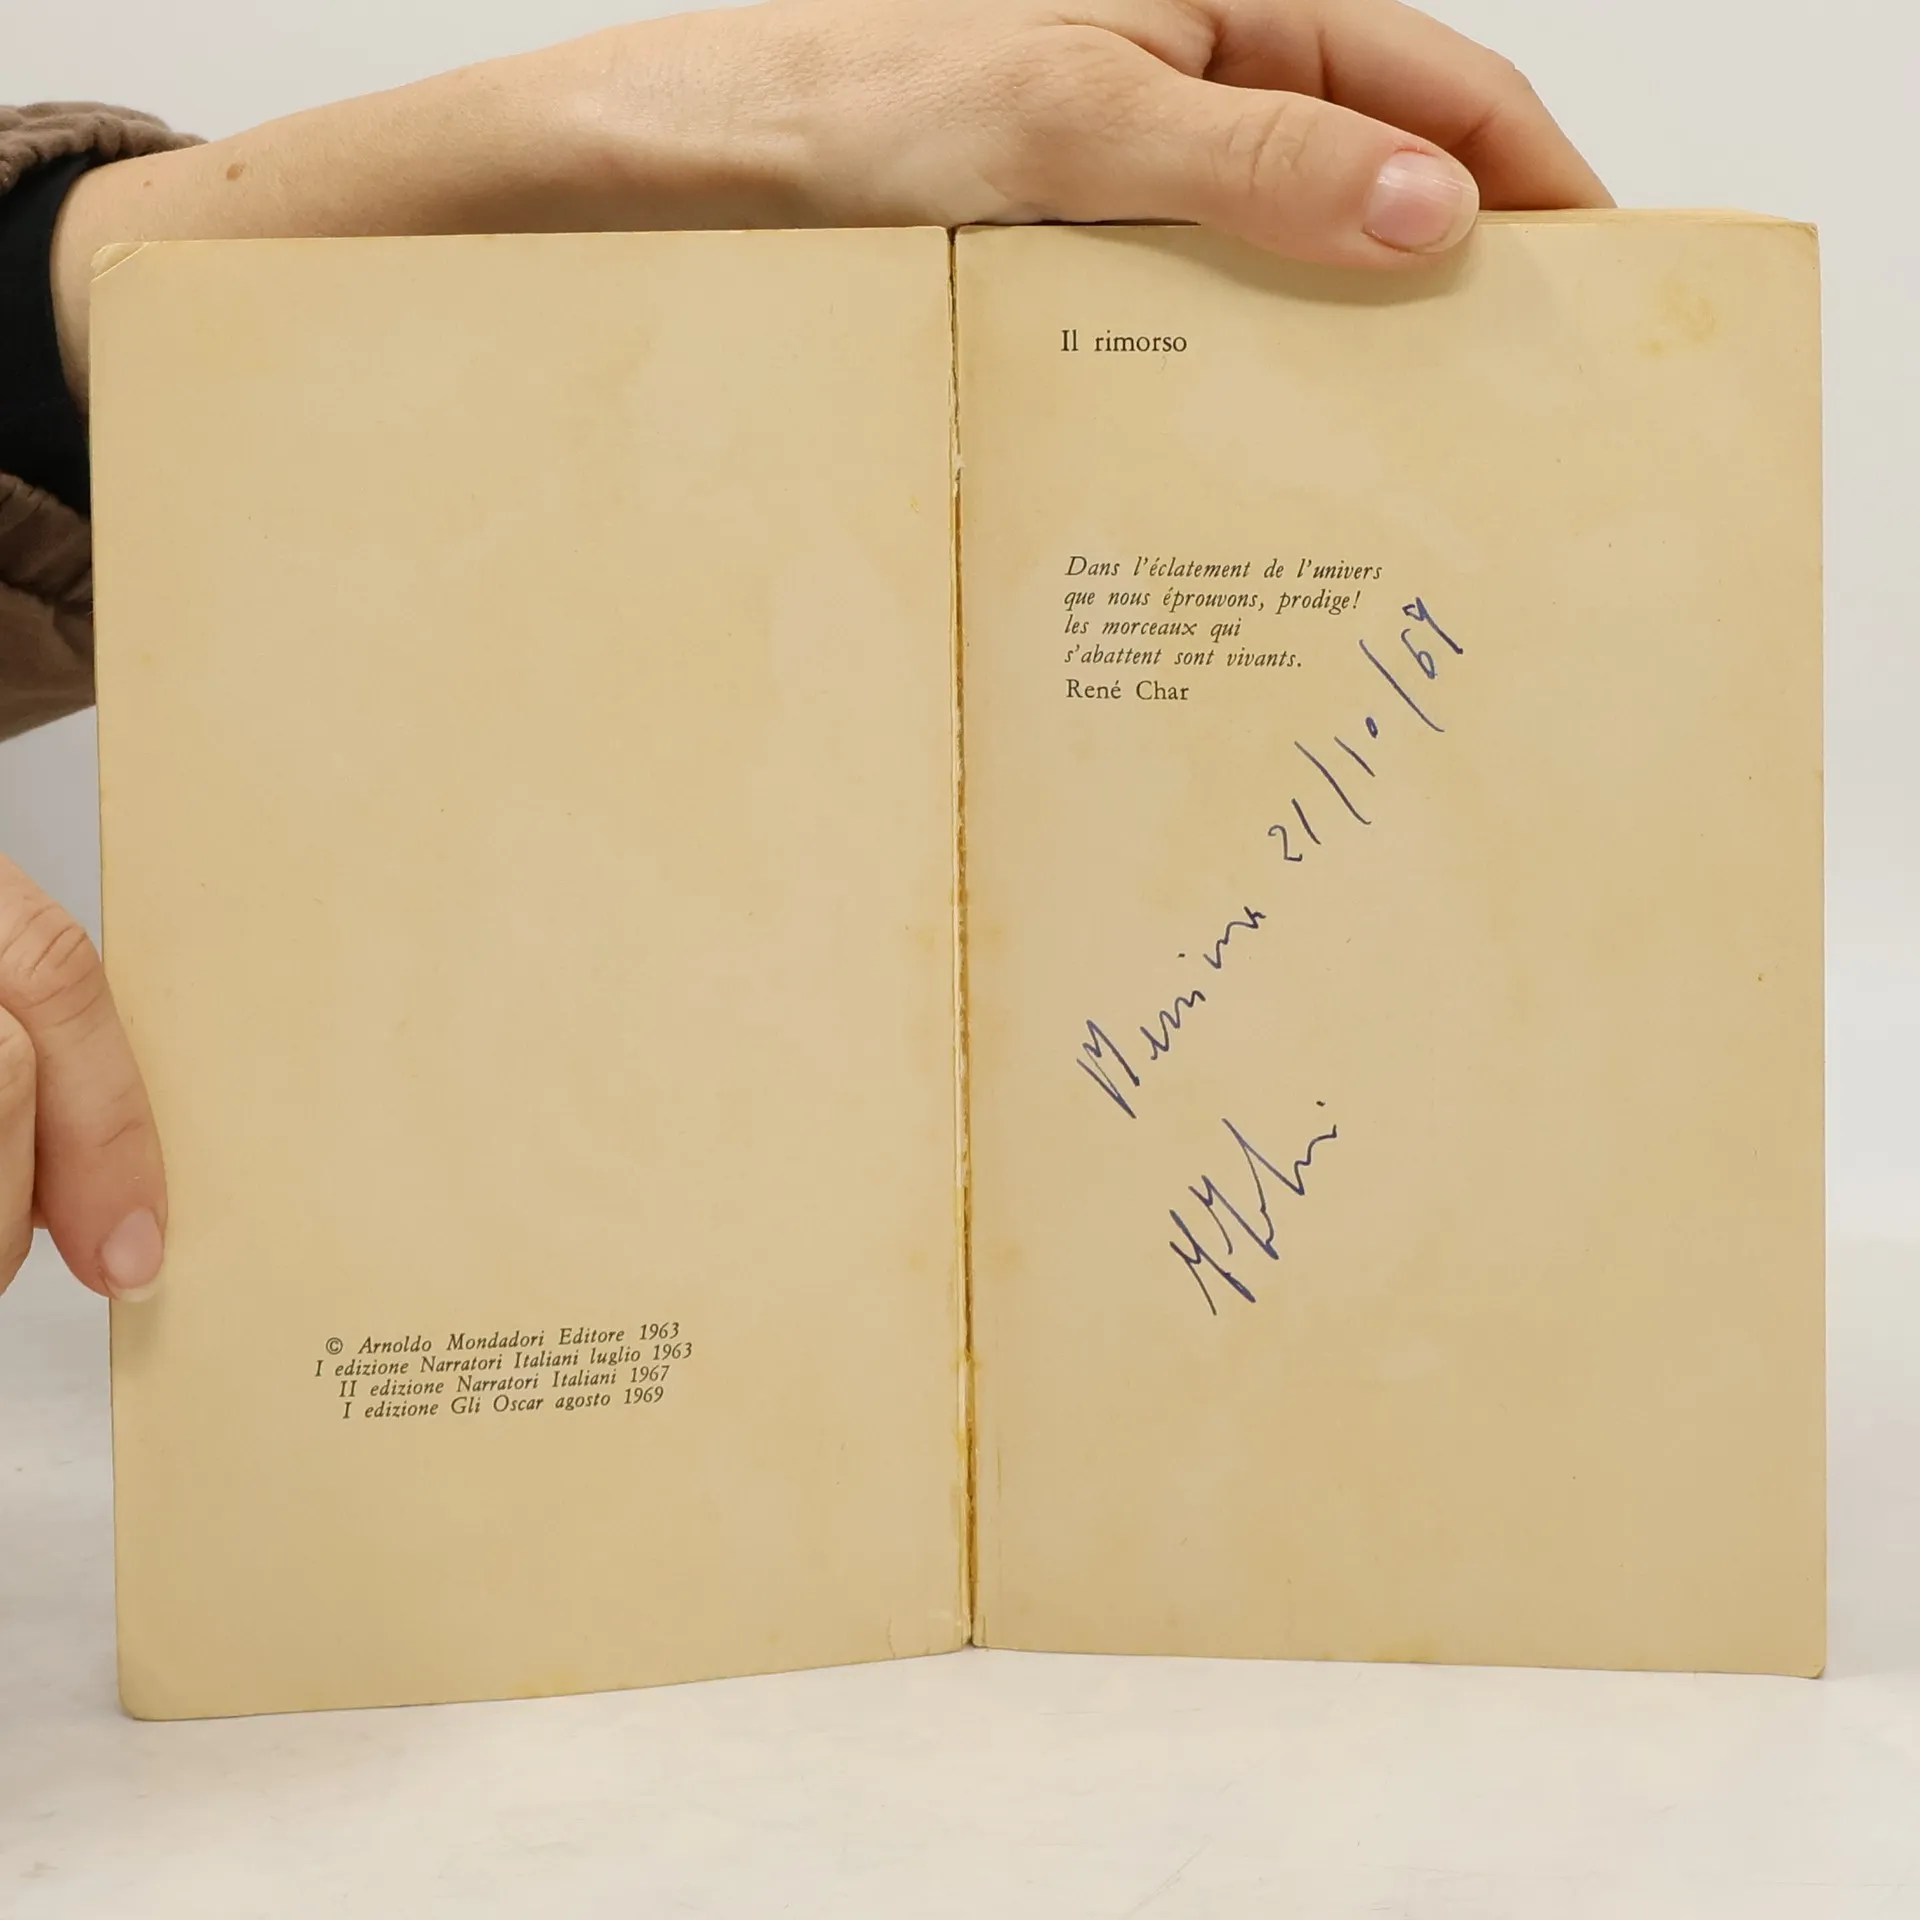 © Arnoldo Mondadori Editore 1963
I edizione Narratori Italiani luglio 1963
II edizione Narratori Italiani 1967
I edizione Gli Oscar agosto 1969
Il rimorso
Dans l'éclatement de l'univers
que nous éprouvons, prodige!
les morceaux qui
s'abattent sont vivants.
René Char
21/10/69